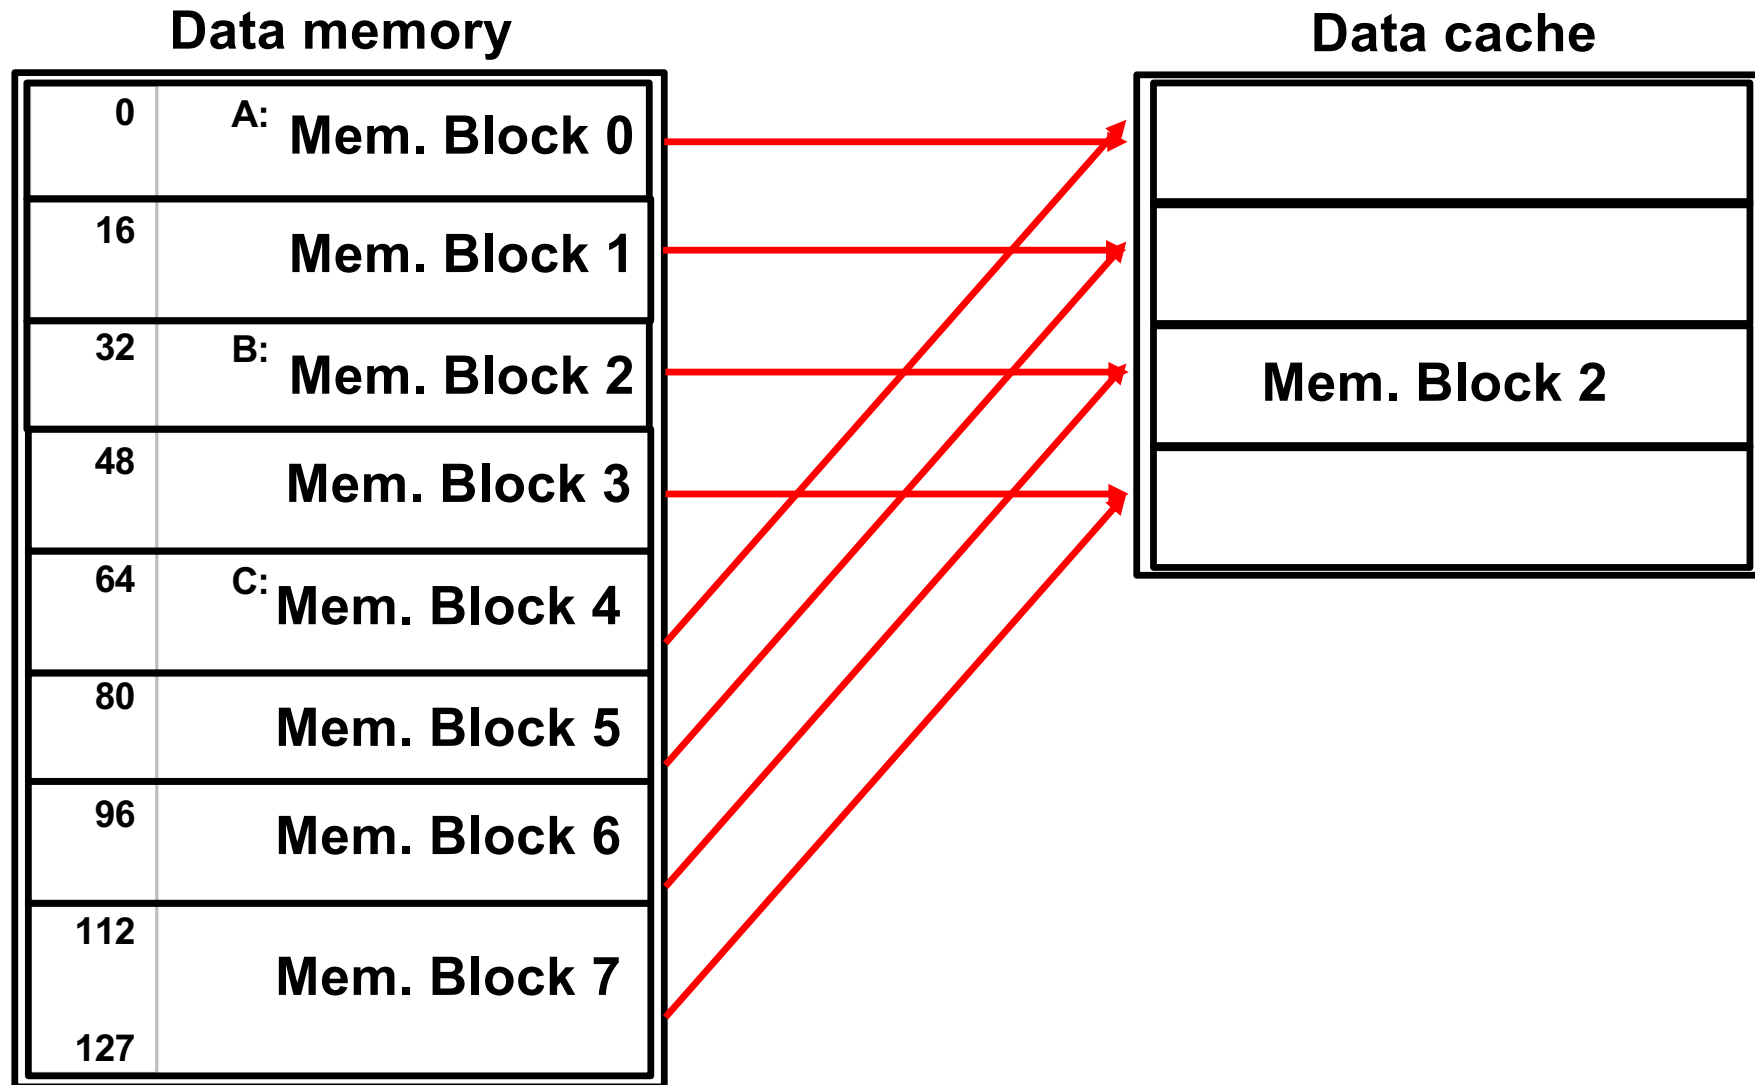 Data memory
Data cache
0 A: Mem. Block 0
16 Mem. Block 1
32 B: Mem. Block 2
Mem. Block 2
48 Mem. Block 3
64 C: Mem. Block 4
80 Mem. Block 5
96 Mem. Block 6
112
Mem. Block 7
127